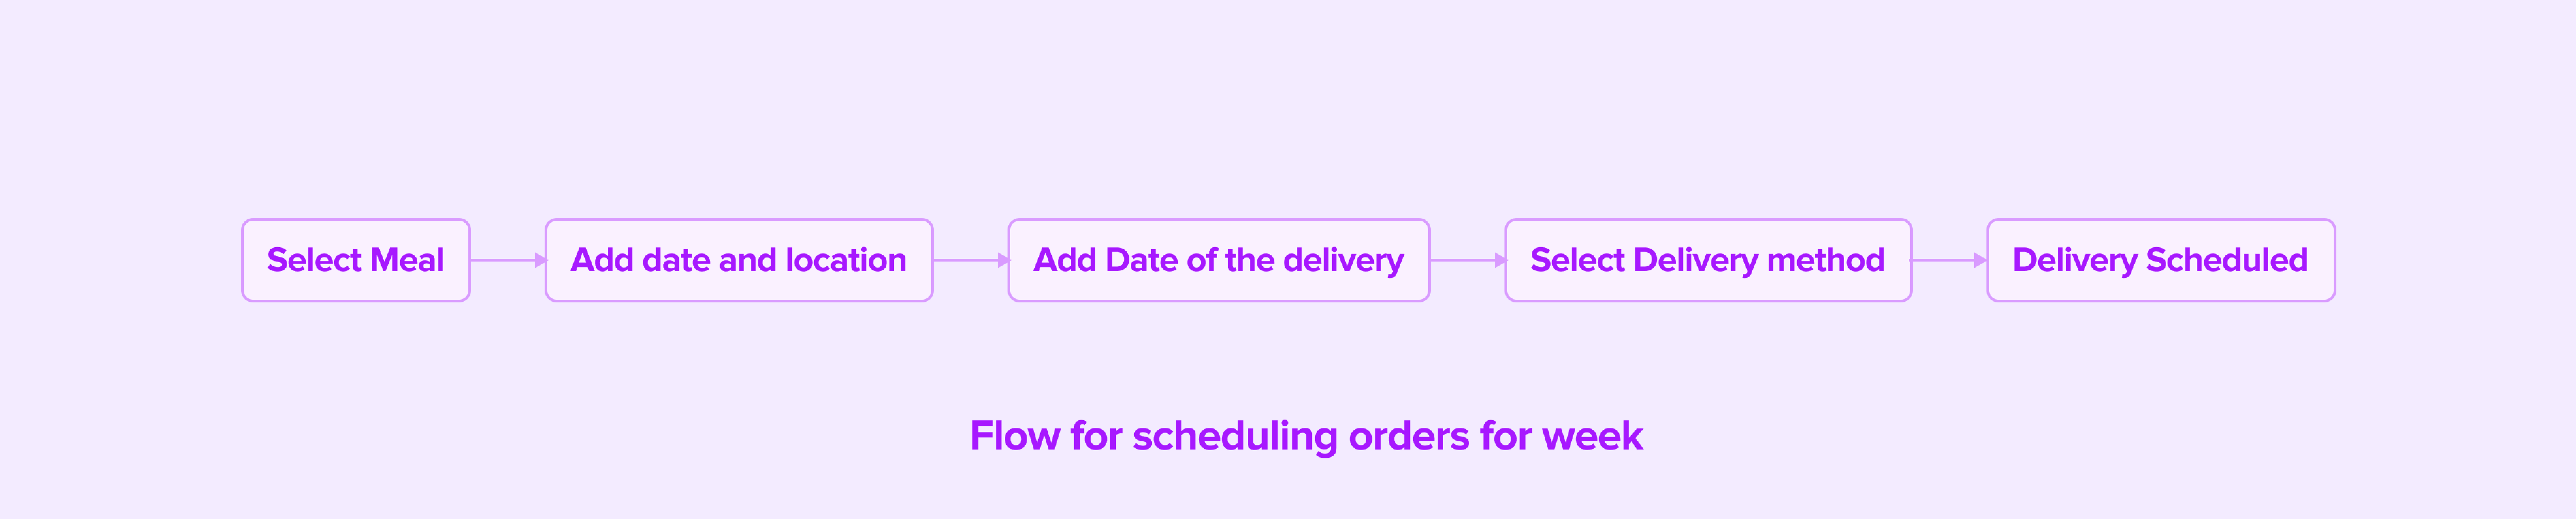 Select Meal
Add date and location
Add Date of the delivery
Select Delivery method
Delivery Scheduled
Flow for scheduling orders for week